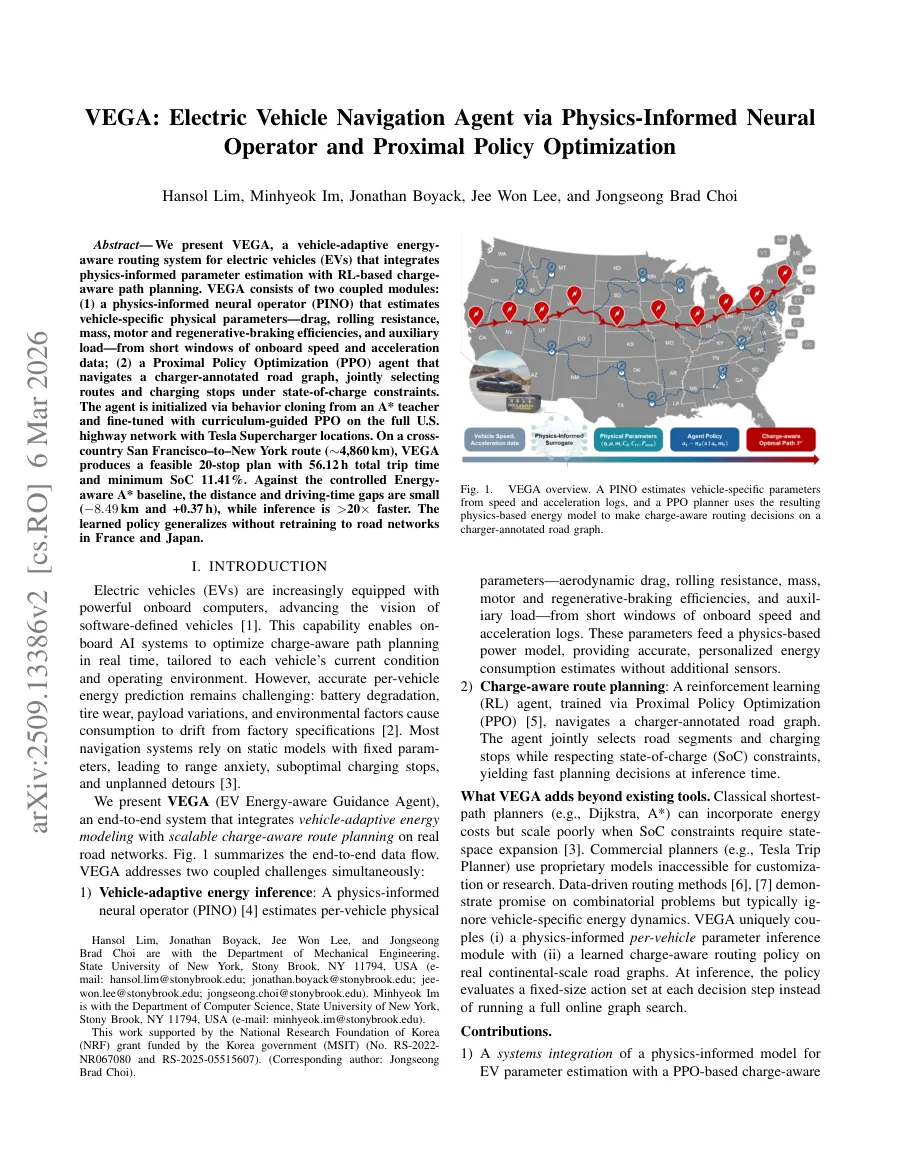 VEGA: Electric Vehicle Navigation Agent via Physics-Informed Neural
Operator and Proximal Policy Optimization
Hansol Lim, Minhyeok Im, Jonathan Boyack, Jee Won Lee, and Jongseong Brad Choi
arXiv:2509.13386v2 [cs.RO] 6 Mar 2026
Abstract—We present VEGA, a vehicle-adaptive energy-
aware routing system for electric vehicles (EVs) that integrates
physics-informed parameter estimation with RL-based charge-
aware path planning. VEGA consists of two coupled modules:
(1) a physics-informed neural operator (PINO) that estimates
vehicle-specific physical parameters—drag, rolling resistance,
mass, motor and regenerative-braking efficiencies, and auxiliary
load—from short windows of onboard speed and acceleration
data; (2) a Proximal Policy Optimization (PPO) agent that
navigates a charger-annotated road graph, jointly selecting
routes and charging stops under state-of-charge constraints.
The agent is initialized via behavior cloning from an A* teacher
and fine-tuned with curriculum-guided PPO on the full U.S.
highway network with Tesla Supercharger locations. On a cross-
country San Francisco–to–New York route (∼4,860 km), VEGA
produces a feasible 20-stop plan with 56.12 h total trip time
and minimum SoC 11.41%. Against the controlled Energy-
aware A* baseline, the distance and driving-time gaps are small
(−8.49 km and +0.37 h), while inference is >20× faster. The
learned policy generalizes without retraining to road networks
in France and Japan.
I. INTRODUCTION
Electric vehicles (EVs) are increasingly equipped with
powerful onboard computers, advancing the vision of
software-defined vehicles [1]. This capability enables on-
board AI systems to optimize charge-aware path planning
in real time, tailored to each vehicle's current condition
and operating environment. However, accurate per-vehicle
energy prediction remains challenging: battery degradation,
tire wear, payload variations, and environmental factors cause
consumption to drift from factory specifications [2]. Most
navigation systems rely on static models with fixed param-
eters, leading to range anxiety, suboptimal charging stops,
and unplanned detours [3].
We present VEGA (EV Energy-aware Guidance Agent),
an end-to-end system that integrates vehicle-adaptive energy
modeling with scalable charge-aware route planning on real
road networks. Fig. 1 summarizes the end-to-end data flow.
VEGA addresses two coupled challenges simultaneously:
1) Vehicle-adaptive energy inference: A physics-informed
neural operator (PINO) [4] estimates per-vehicle physical
Hansol Lim, Jonathan Boyack, Jee Won Lee, and Jongseong
Brad Choi are with the Department of Mechanical Engineering,
State University of New York, Stony Brook, NY 11794, USA (e-
mail: hansol.lim@stonybrook.edu; jonathan.boyack@stonybrook.edu; jee-
won.lee@stonybrook.edu; jongseong.choi@stonybrook.edu). Minhyeok Im
is with the Department of Computer Science, State University of New York,
Stony Brook, NY 11794, USA (e-mail: minhyeok.im@stonybrook.edu).
This work supported by the National Research Foundation of Korea
(NRF) grant funded by the Korea government (MSIT) (No. RS-2022-
NR067080 and RS-2025-05515607). (Corresponding author: Jongseong
Brad Choi).
WA
OR
MT
ND
MN
SD
MI
NV
UT
CO
KS
MO
IN
KY
WV
VA
NC
TN
AZ
NM
OK
AR
TX
LA
MS
AL
GA
SC
FL
VT
NH
ME
MA
Vehicle Speed,
Acceleration data
Physics-Informed
Surrogate
Physical Parameters
Agent Policy
Charge-aware
Optimal Path
Fig. 1. VEGA overview. A PINO estimates vehicle-specific parameters
from speed and acceleration logs, and a PPO planner uses the resulting
physics-based energy model to make charge-aware routing decisions on a
charger-annotated road graph.
parameters—aerodynamic drag, rolling resistance, mass,
motor and regenerative-braking efficiencies, and auxil-
iary load—from short windows of onboard speed and
acceleration logs. These parameters feed a physics-based
power model, providing accurate, personalized energy
consumption estimates without additional sensors.
2) Charge-aware route planning: A reinforcement learning
(RL) agent, trained via Proximal Policy Optimization
(PPO) [5], navigates a charger-annotated road graph.
The agent jointly selects road segments and charging
stops while respecting state-of-charge (SoC) constraints,
yielding fast planning decisions at inference time.
What VEGA adds beyond existing tools. Classical shortest-
path planners (e.g., Dijkstra, A*) can incorporate energy
costs but scale poorly when SoC constraints require state-
space expansion [3]. Commercial planners (e.g., Tesla Trip
Planner) use proprietary models inaccessible for customiza-
tion or research. Data-driven routing methods [6], [7] demon-
strate promise on combinatorial problems but typically ig-
nore vehicle-specific energy dynamics. VEGA uniquely cou-
ples (i) a physics-informed per-vehicle parameter inference
module with (ii) a learned charge-aware routing policy on
real continental-scale road graphs. At inference, the policy
evaluates a fixed-size action set at each decision step instead
of running a full online graph search.
Contributions.
1) A systems integration of a physics-informed model for
EV parameter estimation with a PPO-based charge-aware